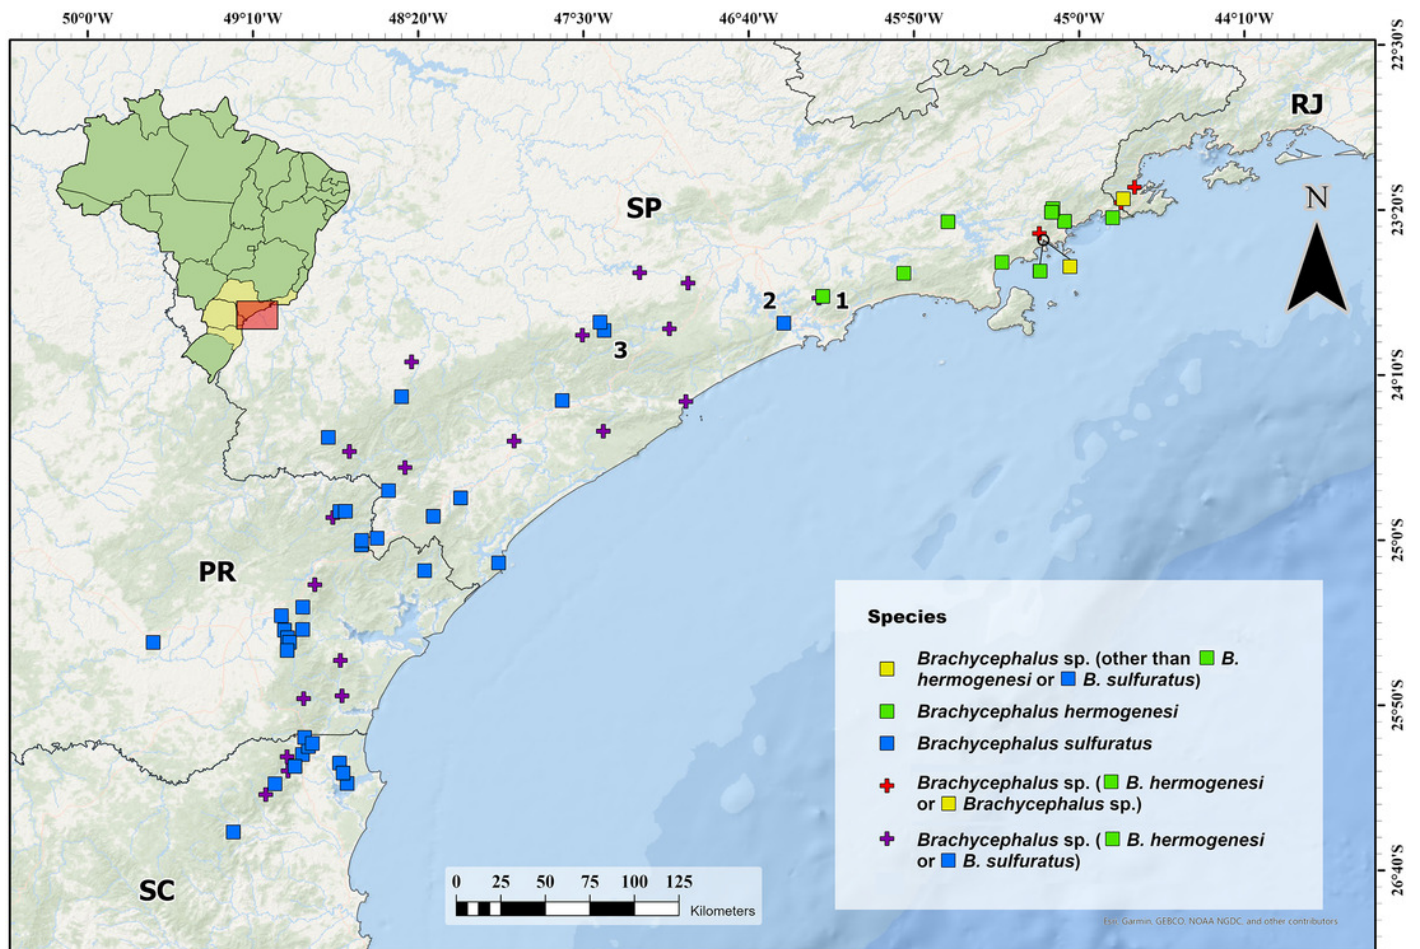 50°0'W 49°10'W 48°20'W 47°30'W 46°40'W 45°50'W 45°0'W 44°10'W
22°30'S
RJ
N
SP
23°20'S
2 1
3
24°10'S
25°0'S
PR
Species
Brachycephalus sp. (other than B.
hermogenesi or B. sulfuratus)
25°50'S
Brachycephalus hermogenesi
Brachycephalus sulfuratus
Brachycephalus sp. ( B. hermogenesi
or Brachycephalus sp.)
Brachycephalus sp. ( B. hermogenesi
or B. sulfuratus)
26°40'S
SC
0 25 50 75 100 125
Kilometers
Esri, Garmin, GEBCO, NOAA NGDC, and other contributors